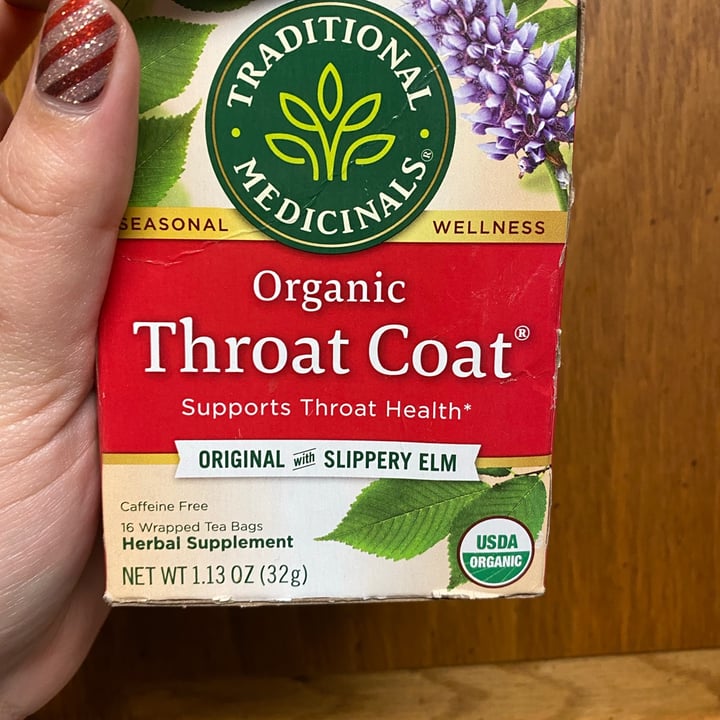 TRADITIONAL
MEDICINALS®
SEASONAL WELLNESS
Organic
Throat Coat®
Supports Throat Health*
ORIGINAL with SLIPPERY ELM
Caffeine Free
16 Wrapped Tea Bags
Herbal Supplement
NET WT 1.13 OZ (32g)
USDA
ORGANIC